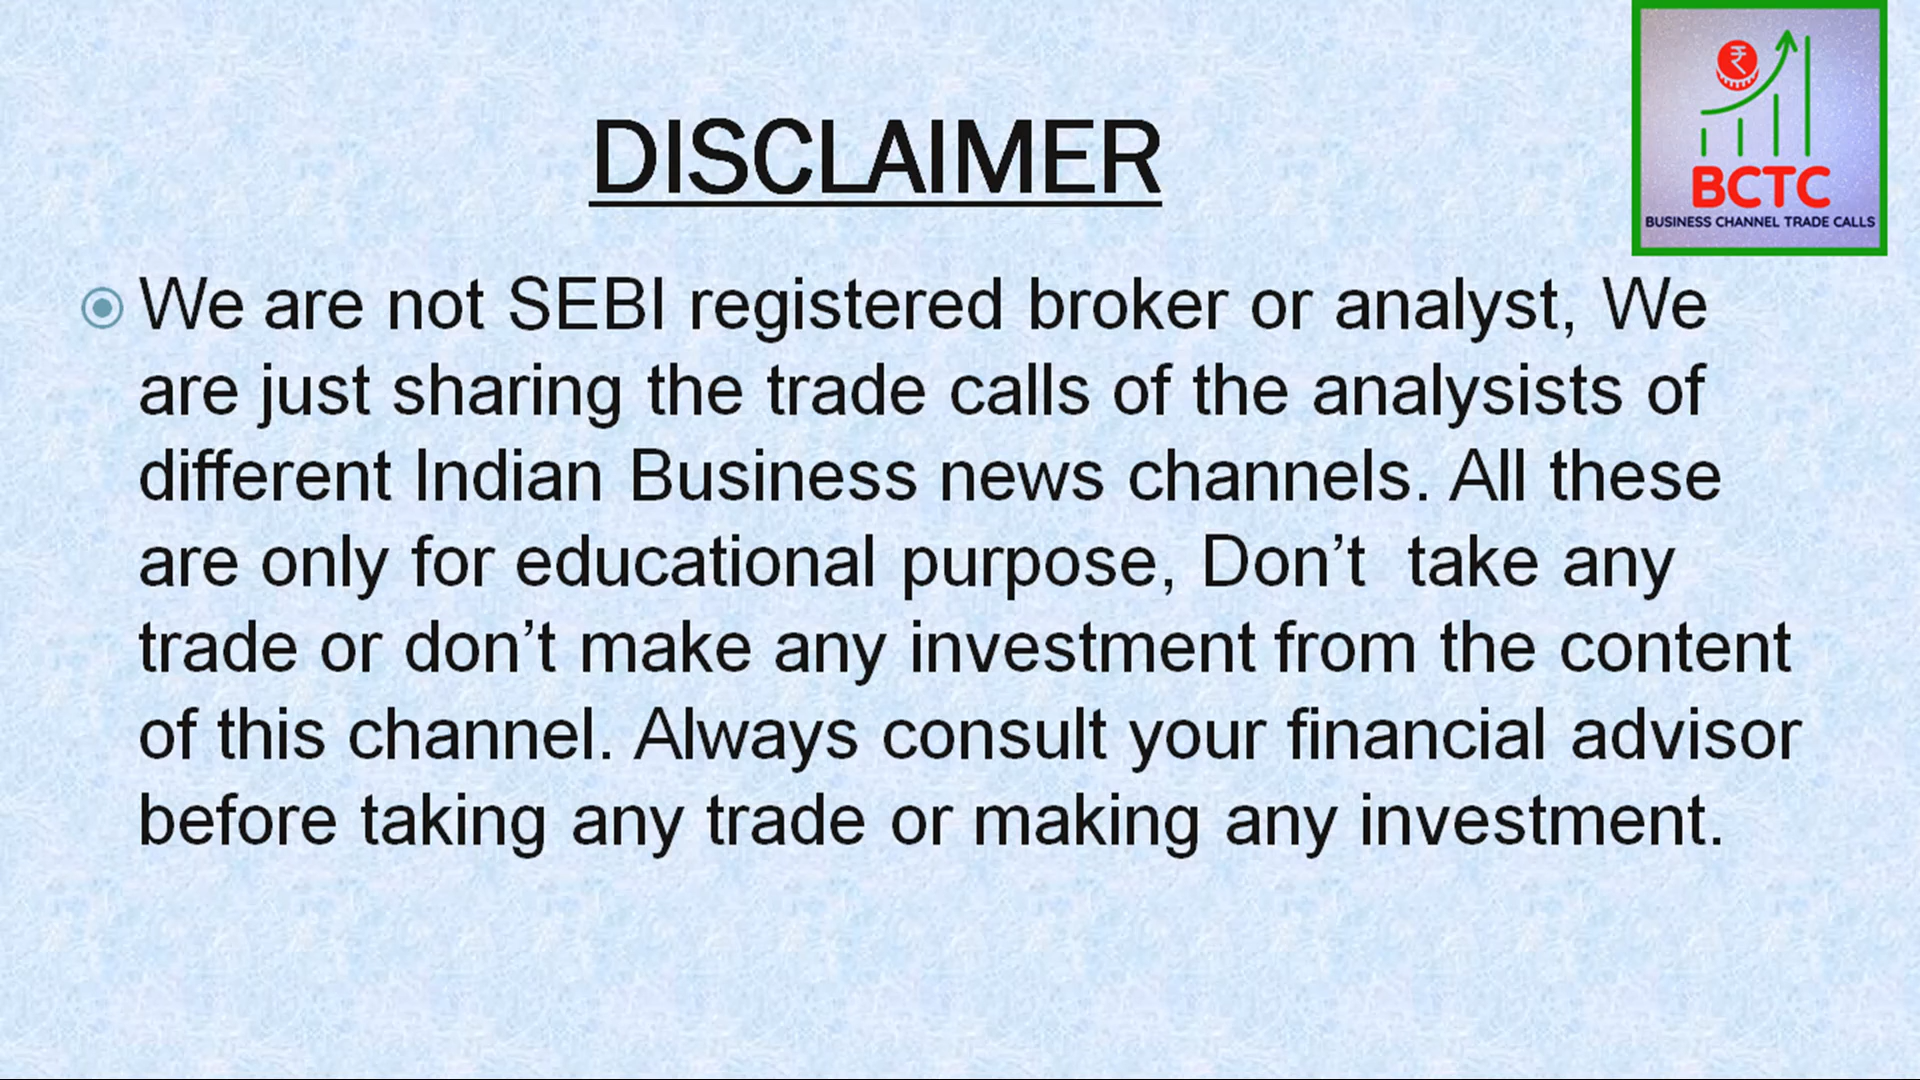 DISCLAIMER
₹
BCTC
BUSINESS CHANNEL TRADE CALLS
We are not SEBI registered broker or analyst, We
are just sharing the trade calls of the analysists of
different Indian Business news channels. All these
are only for educational purpose, Don’t  take any
trade or don’t make any investment from the content
of this channel. Always consult your financial advisor
before taking any trade or making any investment.